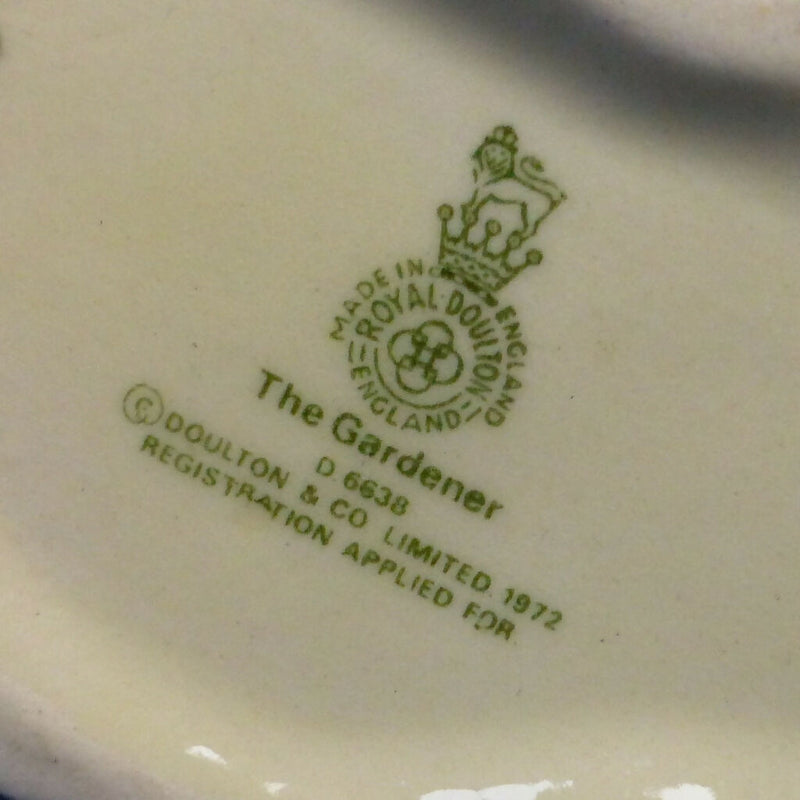 MADE IN ENGLAND
ROYAL DOULTON
ENGLAND
The Gardener
D 6638
© DOULTON & CO LIMITED. 1972
REGISTRATION APPLIED FOR